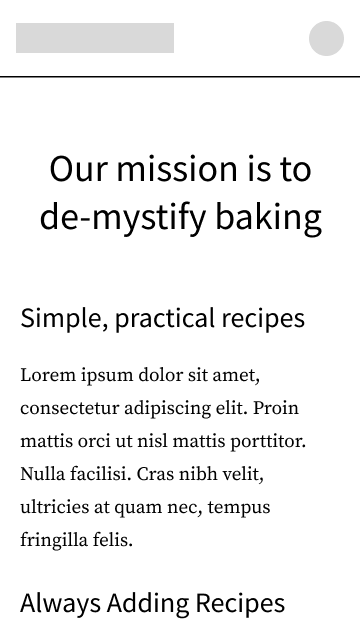 Our mission is to
de-mystify baking
Simple, practical recipes
Lorem ipsum dolor sit amet,
consectetur adipiscing elit. Proin
mattis orci ut nisl mattis porttitor.
Nulla facilisi. Cras nibh velit,
ultricies at quam nec, tempus
fringilla felis.
Always Adding Recipes